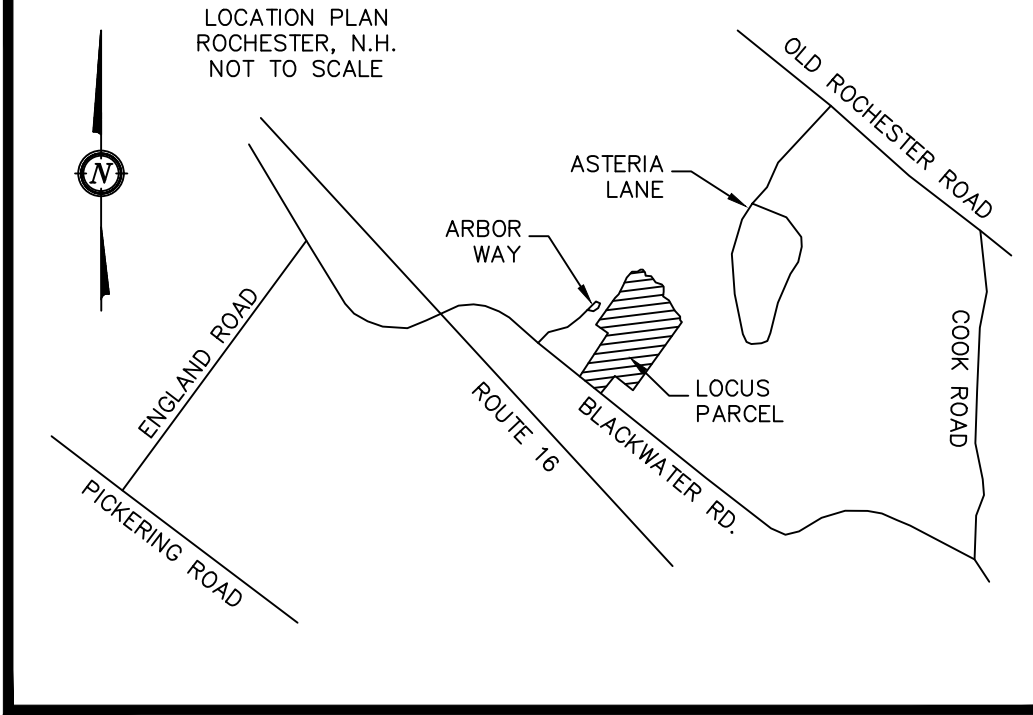 LOCATION PLAN
ROCHESTER, N.H.
NOT TO SCALE
N
OLD ROCHESTER ROAD
ASTERIA
LANE
ARBOR
WAY
ENGLAND ROAD
COOK ROAD
LOCUS
PARCEL
ROUTE 16
BLACKWATER RD.
PICKERING ROAD